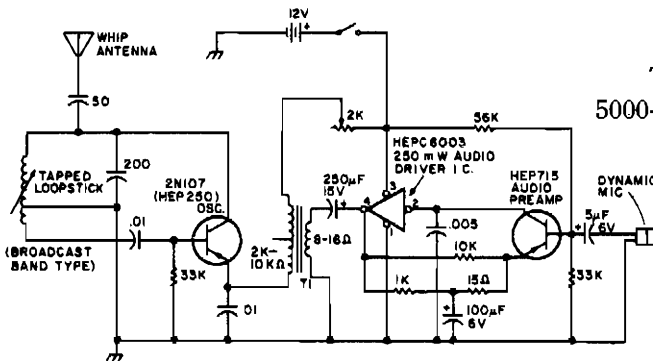 12V
+
WHIP
ANTENNA
50
5000-
2K
56K
HEPC6003
250 mW AUDIO
DRIVER I C.
TAPPED
LOOPSTICK
200
2N107
(HEP250)
OSC.
250µF
15V
+
4
3
2
1
HEP715
AUDIO
PREAMP
DYNAMIC
MIC
+
5µF
6V
.01
.005
(BROADCAST
BAND TYPE)
8-16Ω
2K-
10KΩ
10K
33K
T1
1K
15Ω
33K
.01
+
100µF
6V